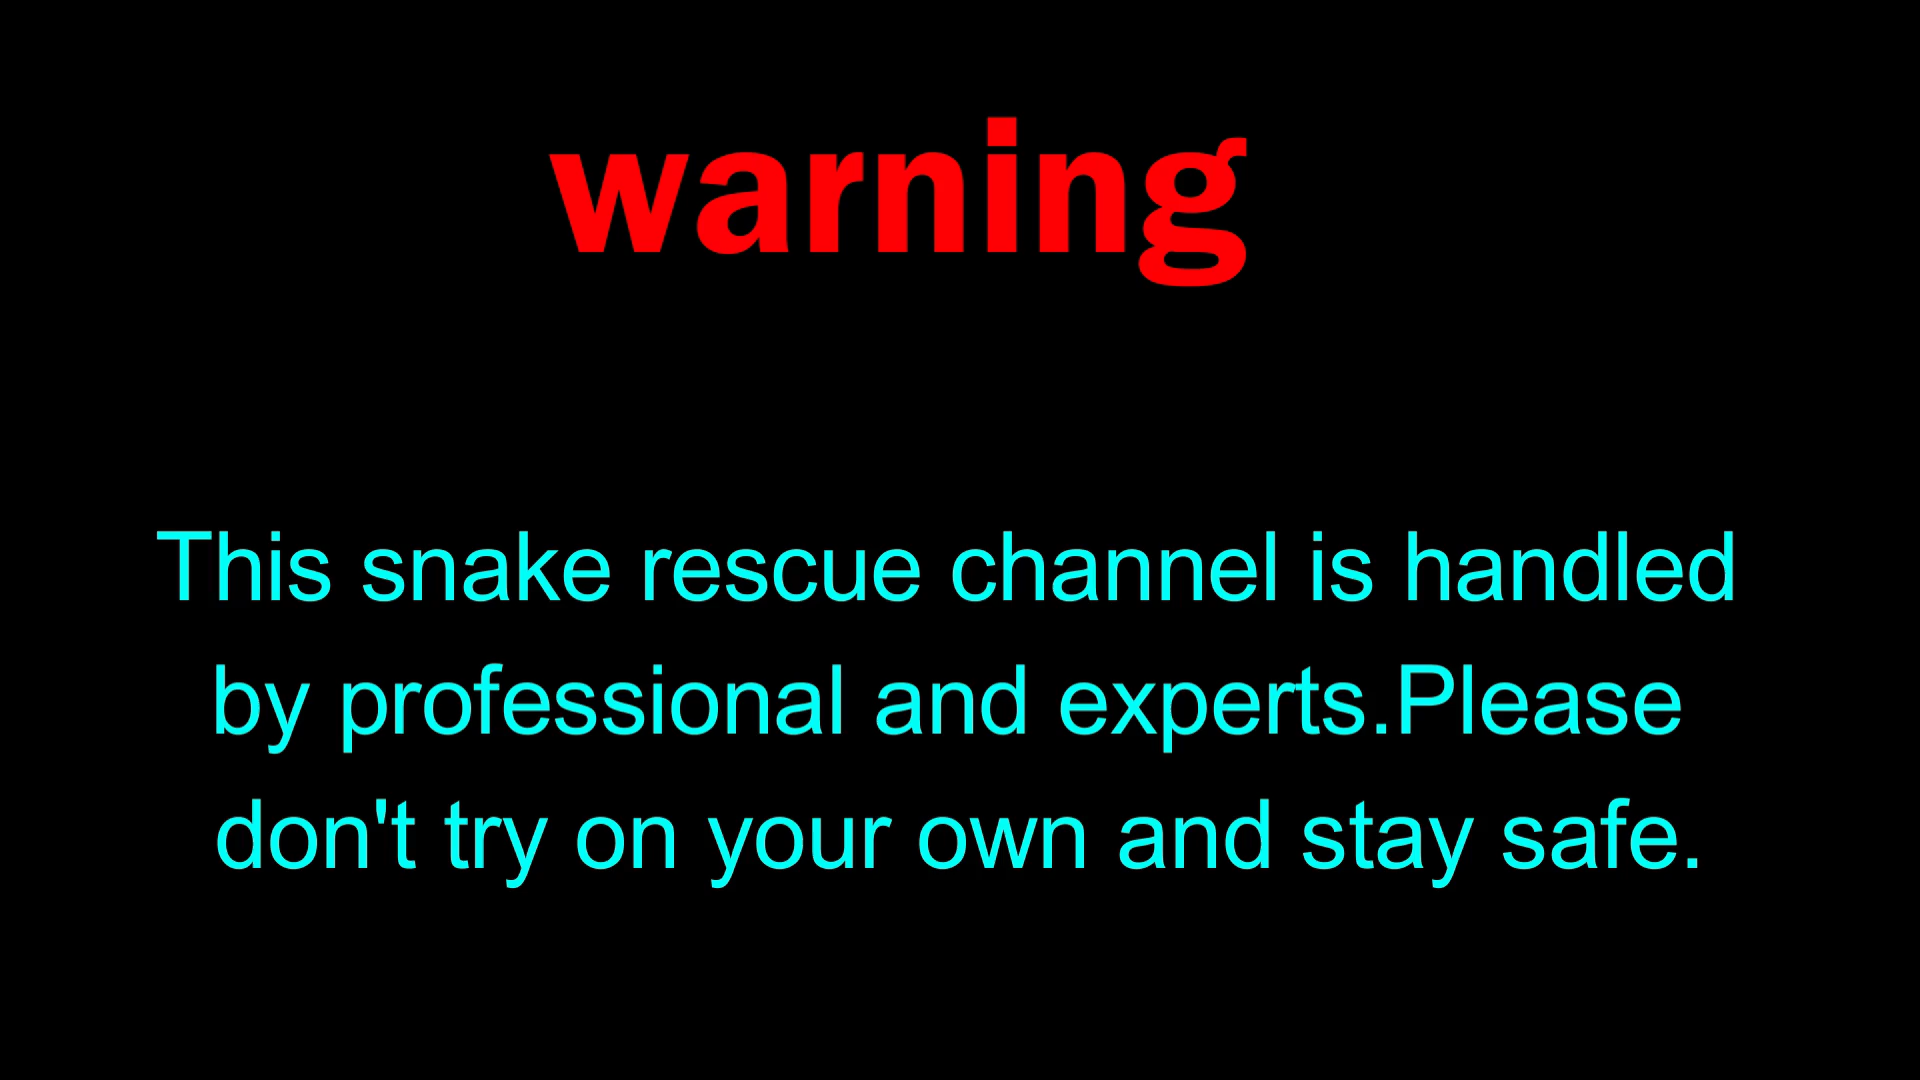 warning
This snake rescue channel is handled
by professional and experts.Please
don't try on your own and stay safe.